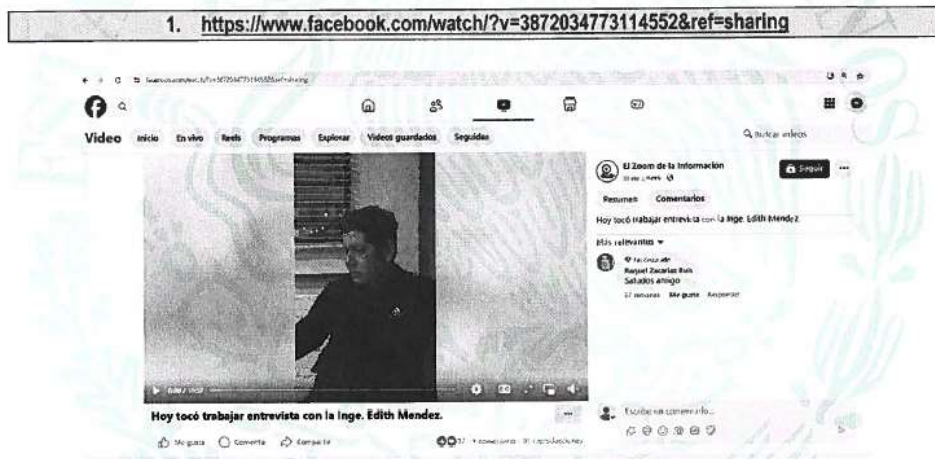 1. https://www.facebook.com/watch/?v=3872034773114552&ref=sharing
Video Inicio En vivo Reels Programas Explorar Videos guardados Seguidas
Buscar videos
El Zoom de la Información
Seguir
Resumen Comentarios
Hoy tocó trabajar entrevista con la Inge. Edith Mendez.
Más relevantes
Raquel Zacarías Ruis
Saludos amigo
Me gusta Responder
Hoy tocó trabajar entrevista con la Inge. Edith Mendez.
Me gusta Comenta Comparte
Escribe un comentario...